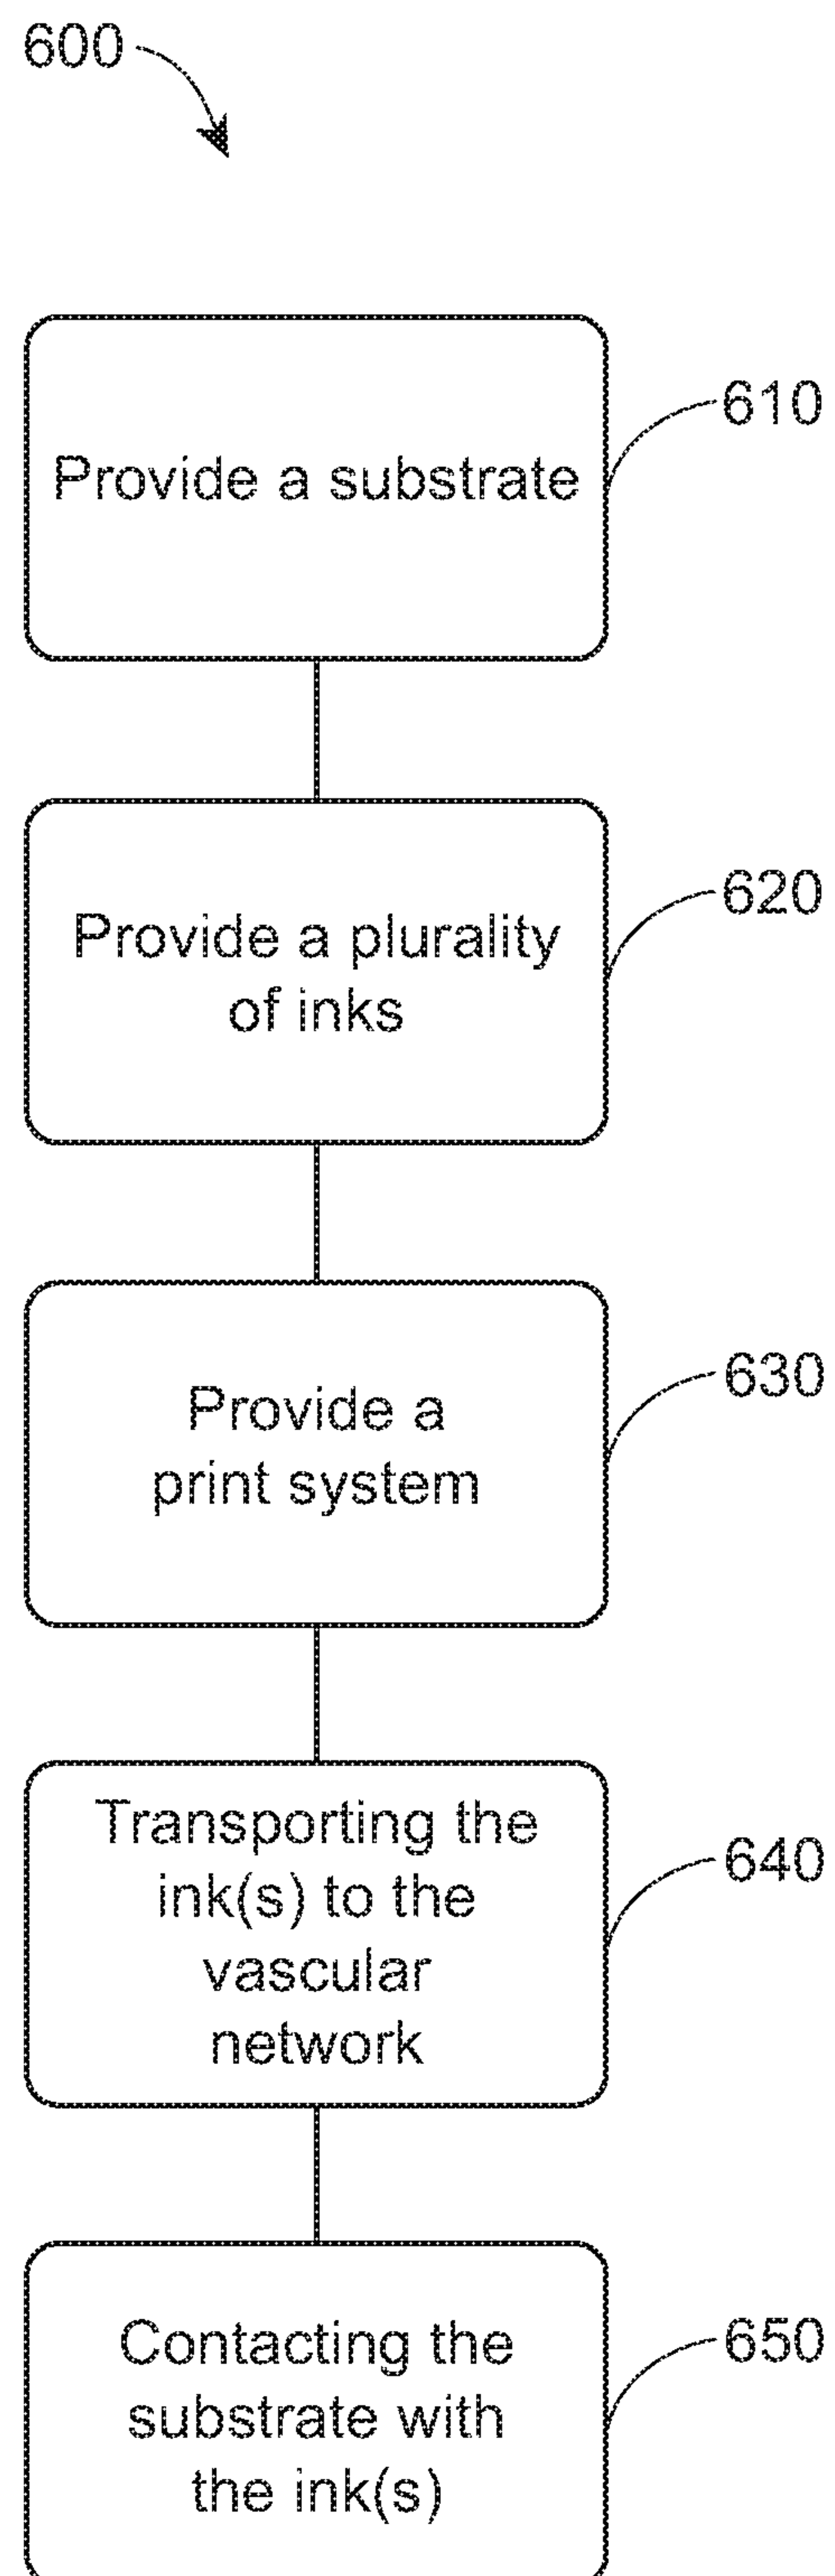 600
Provide a substrate
610
Provide a plurality
of inks
620
Provide a
print system
630
Transporting the
ink(s) to the
vascular
network
640
Contacting the
substrate with
the ink(s)
650